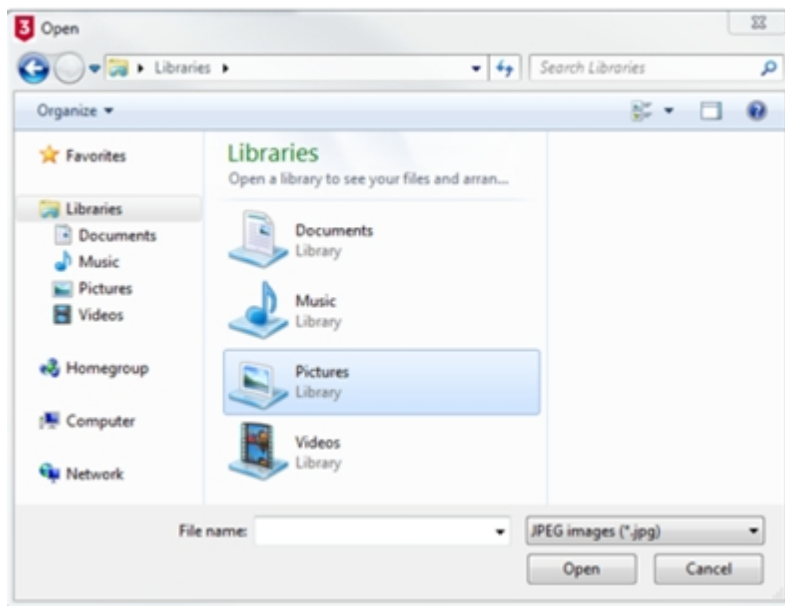 3 Open
Libraries
Search Libraries
Organize
Favorites
Libraries
Documents
Music
Pictures
Videos
Homegroup
Computer
Network
Libraries
Open a library to see your files and arran...
Documents
Library
Music
Library
Pictures
Library
Videos
Library
File name:
JPEG images (*.jpg)
Open
Cancel